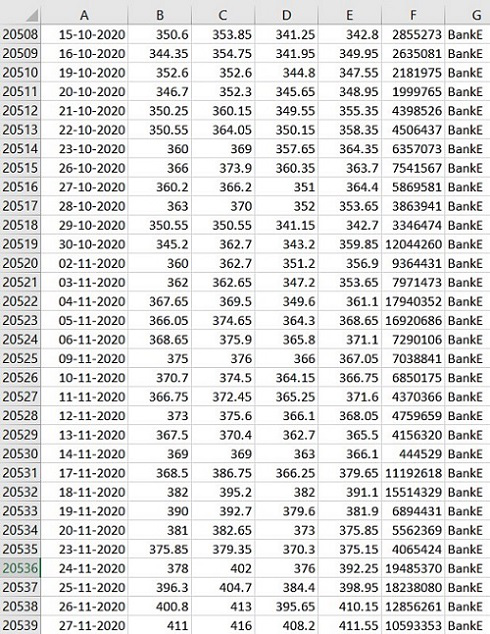 A B C D E F G
20508 15-10-2020 350.6 353.85 341.25 342.8 2855273 BankE
20509 16-10-2020 344.35 354.75 341.95 349.95 2635081 BankE
20510 19-10-2020 352.6 352.6 344.8 347.55 2181975 BankE
20511 20-10-2020 346.7 352.3 345.65 348.95 1999765 BankE
20512 21-10-2020 350.25 360.15 349.55 355.35 4398526 BankE
20513 22-10-2020 350.55 364.05 350.15 358.35 4506437 BankE
20514 23-10-2020 360 369 357.65 364.35 6357073 BankE
20515 26-10-2020 366 373.9 360.35 363.7 7541567 BankE
20516 27-10-2020 360.2 366.2 351 364.4 5869581 BankE
20517 28-10-2020 363 370 352 353.65 3863941 BankE
20518 29-10-2020 350.55 350.55 341.15 342.7 3346474 BankE
20519 30-10-2020 345.2 362.7 343.2 359.85 12044260 BankE
20520 02-11-2020 360 362.7 351.2 356.9 9364431 BankE
20521 03-11-2020 362 362.65 347.2 353.65 7971473 BankE
20522 04-11-2020 367.65 369.5 349.6 361.1 17940352 BankE
20523 05-11-2020 366.05 374.65 364.3 368.65 16920686 BankE
20524 06-11-2020 368.65 375.9 365.8 371.1 7290106 BankE
20525 09-11-2020 375 376 366 367.05 7038841 BankE
20526 10-11-2020 370.7 374.5 364.15 366.75 6850175 BankE
20527 11-11-2020 366.75 372.45 365.25 371.6 4370366 BankE
20528 12-11-2020 373 375.6 366.1 368.05 4759659 BankE
20529 13-11-2020 367.5 370.4 362.7 365.5 4156320 BankE
20530 14-11-2020 369 369 363 366.1 444529 BankE
20531 17-11-2020 368.5 386.75 366.25 379.65 11192618 BankE
20532 18-11-2020 382 395.2 382 391.1 15514329 BankE
20533 19-11-2020 390 392.7 379.6 381.9 6894431 BankE
20534 20-11-2020 381 382.65 373 375.85 5562369 BankE
20535 23-11-2020 375.85 379.35 370.3 375.15 4065424 BankE
20536 24-11-2020 378 402 376 392.25 19485370 BankE
20537 25-11-2020 396.3 404.7 384.4 398.95 18238080 BankE
20538 26-11-2020 400.8 413 395.65 410.15 12856261 BankE
20539 27-11-2020 411 416 408.2 411.55 10593353 BankE